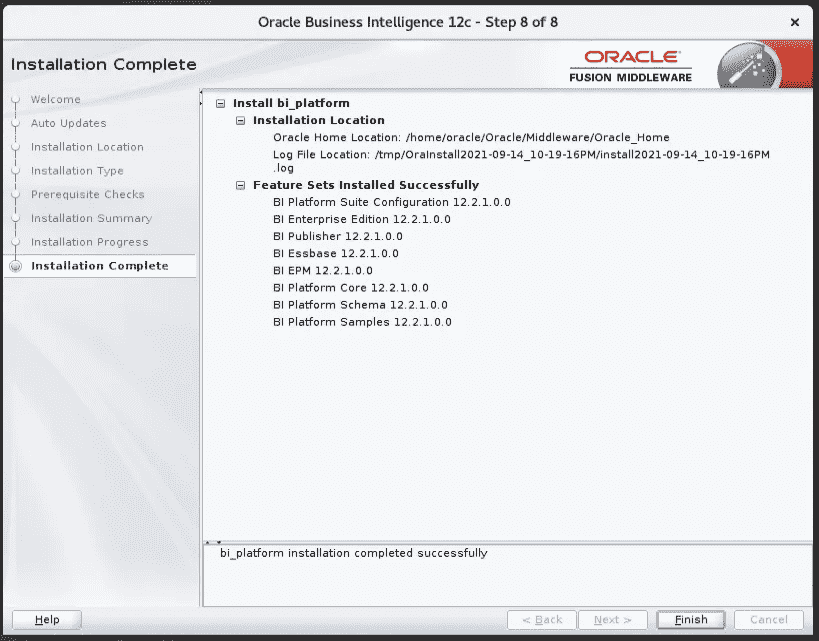 Oracle Business Intelligence 12c - Step 8 of 8
Installation Complete
ORACLE
FUSION MIDDLEWARE
Welcome
Auto Updates
Installation Location
Installation Type
Prerequisite Checks
Installation Summary
Installation Progress
Installation Complete
Install bi_platform
Installation Location
Oracle Home Location: /home/oracle/Oracle/Middleware/Oracle_Home
Log File Location: /tmp/OraInstall2021-09-14_10-19-16PM/install2021-09-14_10-19-16PM
.log
Feature Sets Installed Successfully
BI Platform Suite Configuration 12.2.1.0.0
BI Enterprise Edition 12.2.1.0.0
BI Publisher 12.2.1.0.0
BI Essbase 12.2.1.0.0
BI EPM 12.2.1.0.0
BI Platform Core 12.2.1.0.0
BI Platform Schema 12.2.1.0.0
BI Platform Samples 12.2.1.0.0
bi_platform installation completed successfully
Help
< Back
Next >
Finish
Cancel